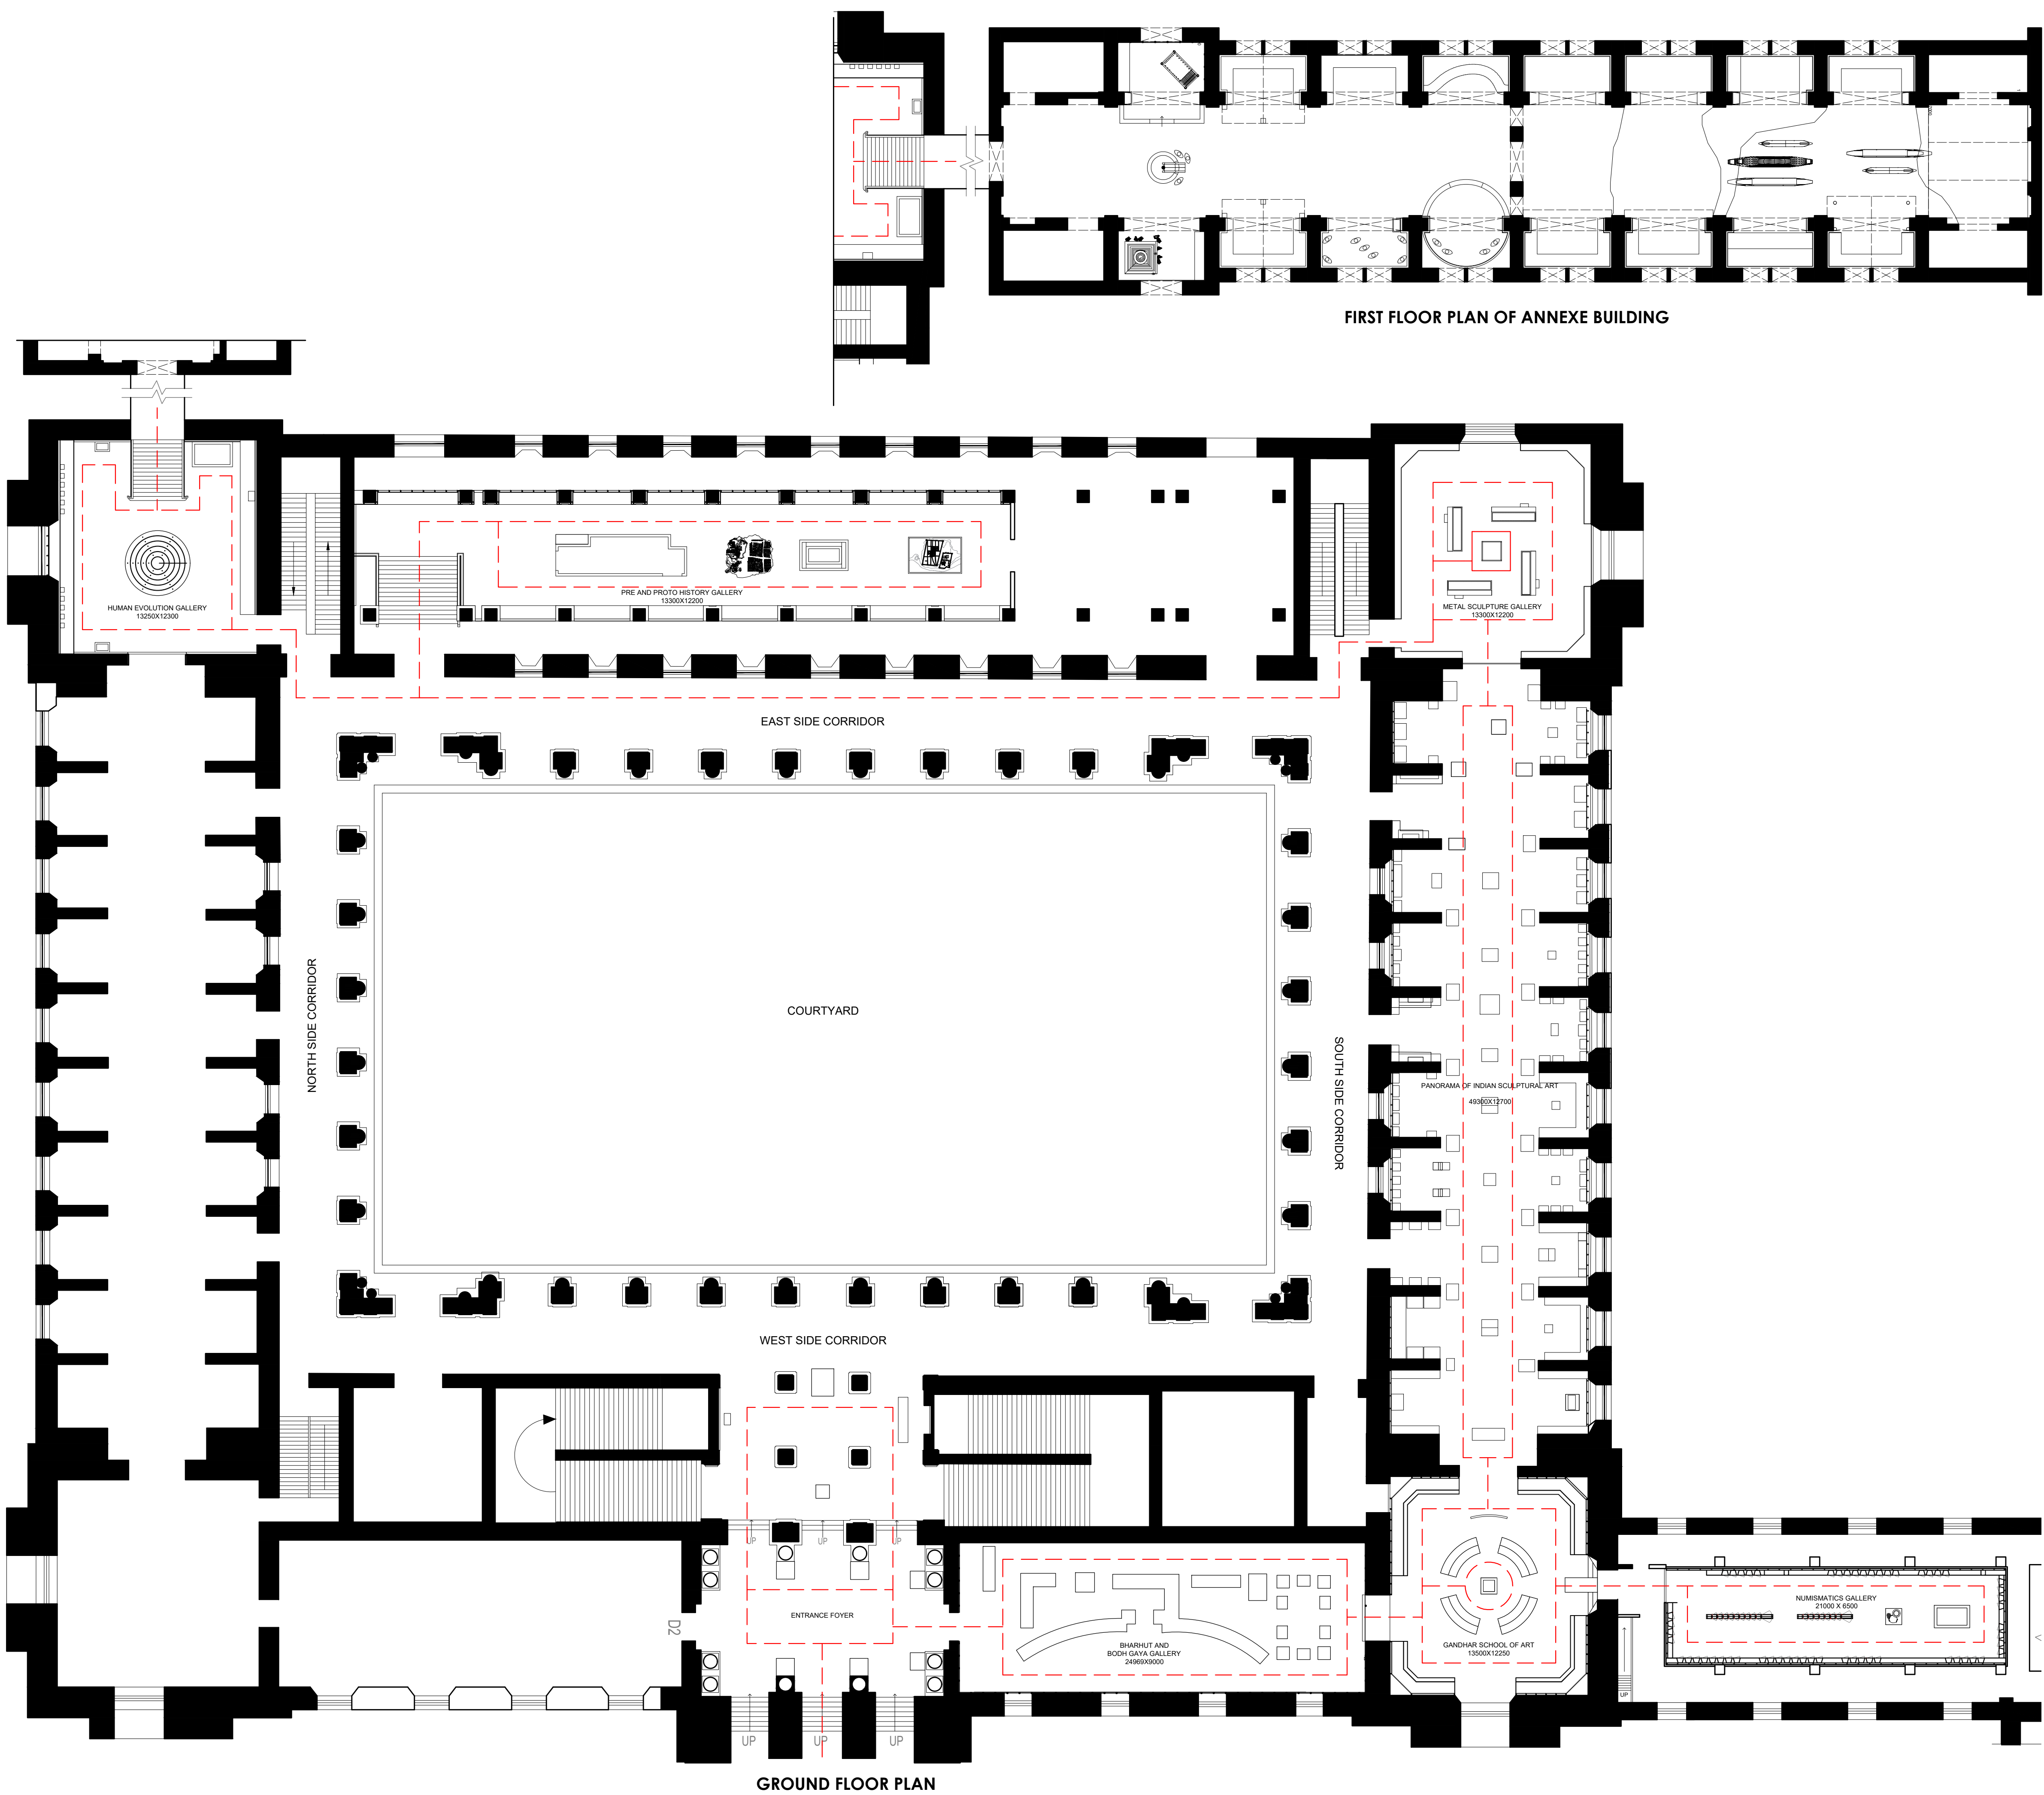 FIRST FLOOR PLAN OF ANNEXE BUILDING
HUMAN EVOLUTION GALLERY
13250X12300
PRE AND PROTO HISTORY GALLERY
13300X12200
METAL SCULPTURE GALLERY
13300X12200
EAST SIDE CORRIDOR
NORTH SIDE CORRIDOR
COURTYARD
SOUTH SIDE CORRIDOR
PANORAMA OF INDIAN SCULPTURAL ART
49300X12700
WEST SIDE CORRIDOR
UP
UP
UP
ENTRANCE FOYER
D2
BHARHUT AND
BODH GAYA GALLERY
24969X9000
GANDHAR SCHOOL OF ART
13500X12250
NUMISMATICS GALLERY
21000 X 6500
UP
UP
UP
UP
GROUND FLOOR PLAN